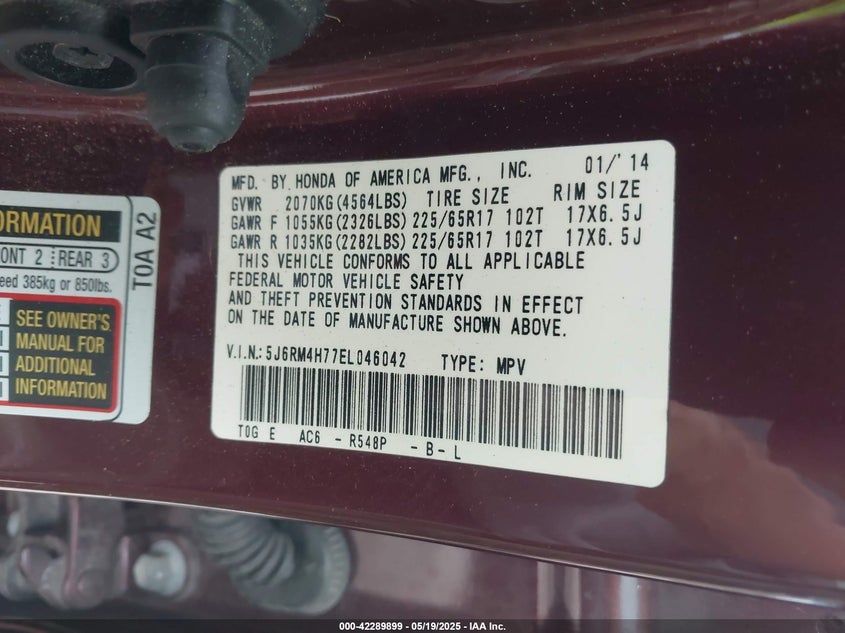 MFD. BY HONDA OF AMERICA MFG., INC. 01/'14
GVWR 2070KG(4564LBS) TIRE SIZE RIM SIZE
GAWR F 1055KG(2326LBS) 225/65R17 102T 17X6.5J
GAWR R 1035KG(2282LBS) 225/65R17 102T 17X6.5J
THIS VEHICLE CONFORMS TO ALL APPLICABLE
FEDERAL MOTOR VEHICLE SAFETY
AND THEFT PREVENTION STANDARDS IN EFFECT
ON THE DATE OF MANUFACTURE SHOWN ABOVE.
V.I.N.:5J6RM4H77EL046042 TYPE: MPV
T0G E AC6 - R548P - B - L
ORMATION
ONT 2 REAR 3
eed 385kg or 850lbs.
SEE OWNER'S
MANUAL FOR
ADDITIONAL
INFORMATION
T0A A2
000-42289899 - 05/19/2025 - IAA Inc.